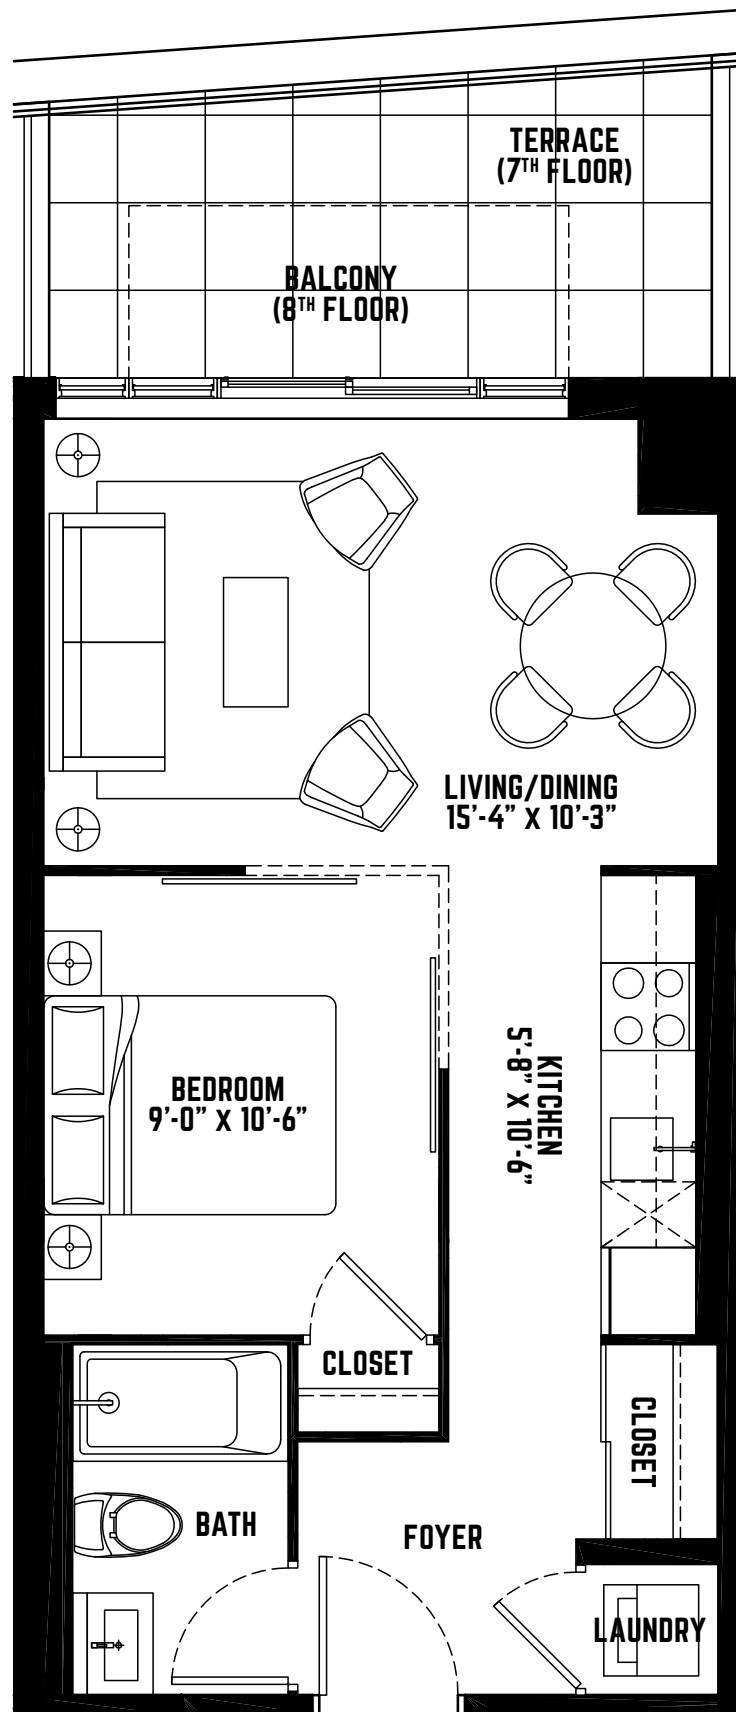 TERRACE
(7TH FLOOR)
BALCONY
(8TH FLOOR)
LIVING/DINING
15'-4" X 10'-3"
KITCHEN
5'-8" X 10'-6"
BEDROOM
9'-0" X 10'-6"
CLOSET
CLOSET
BATH
FOYER
LAUNDRY